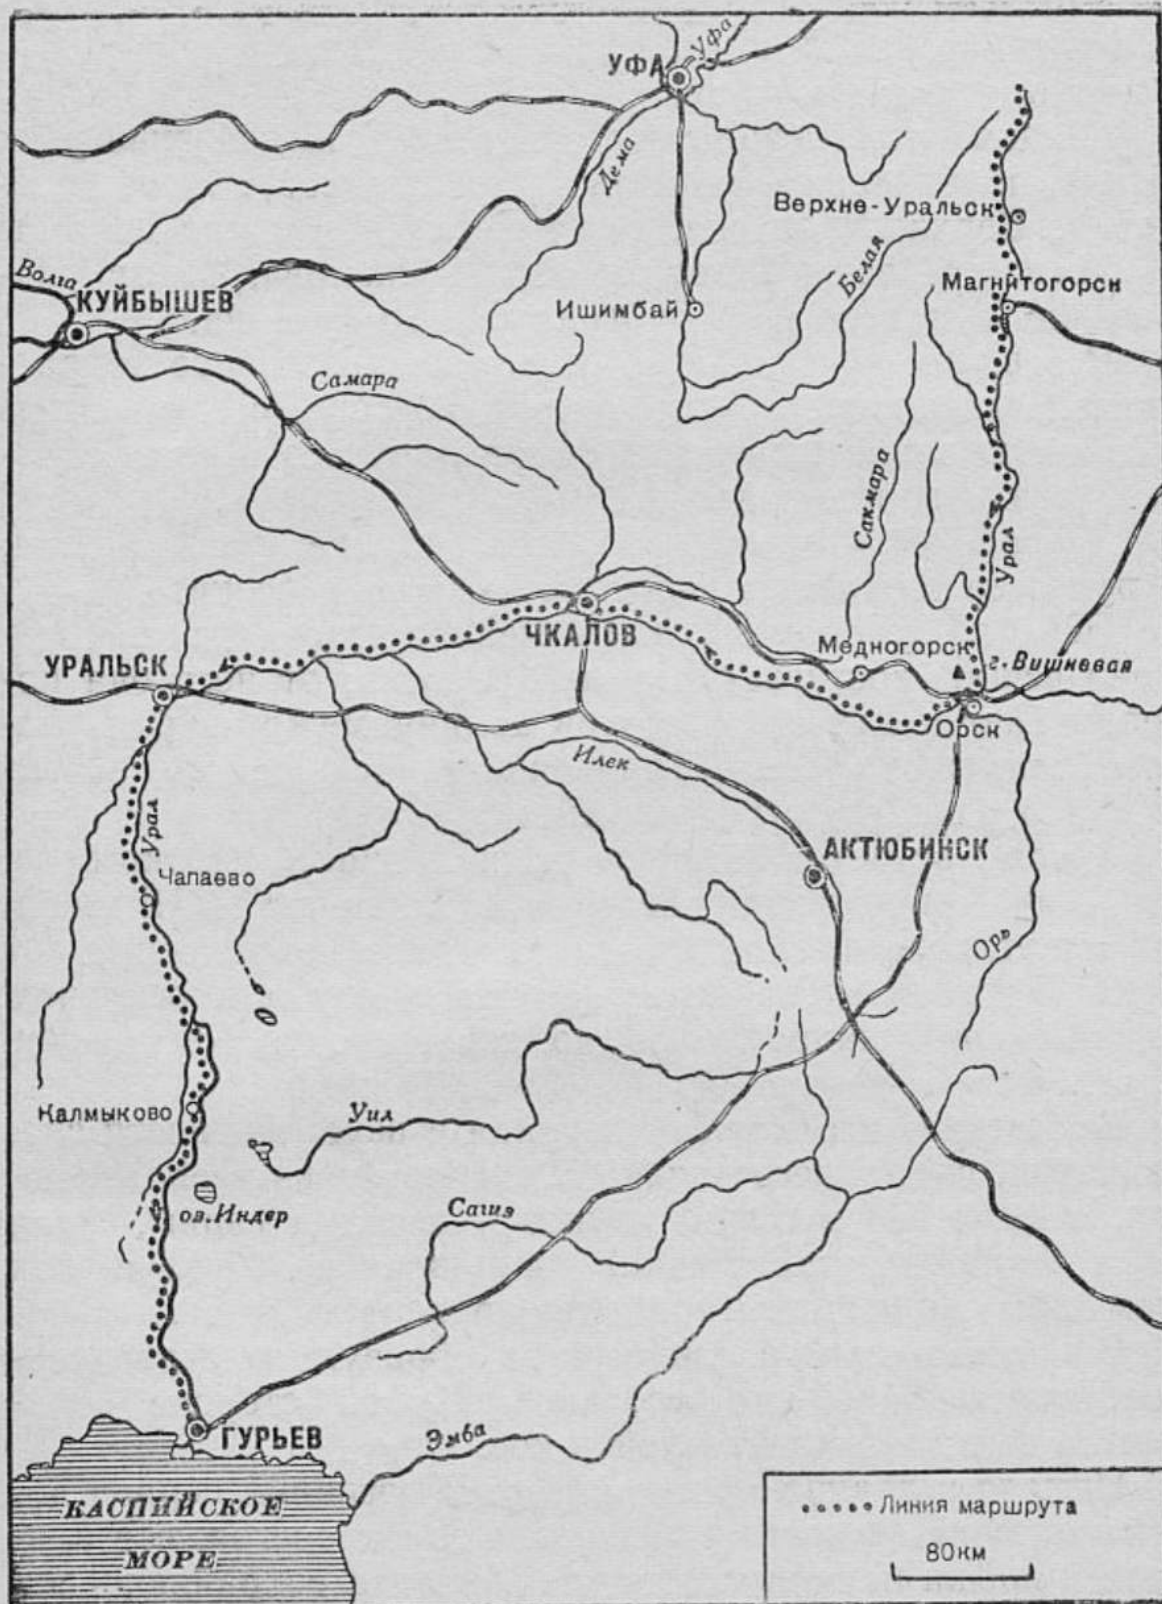 УФА
Уфа
Дема
Верхне-Уральск
Белая
Волга
КУЙБЫШЕВ
Магнитогорск
Ишимбай
Самара
Сакмара
Урал
ЧКАЛОВ
Медногорск
г. Вишневая
УРАЛЬСК
Орск
Илек
Урал
АКТЮБИНСК
Чапаево
Орь
Калмыково
Уил
оз. Индер
Сагиз
ГУРЬЕВ
Эмба
КАСПИЙСКОЕ
МОРЕ
Линия маршрута
80км